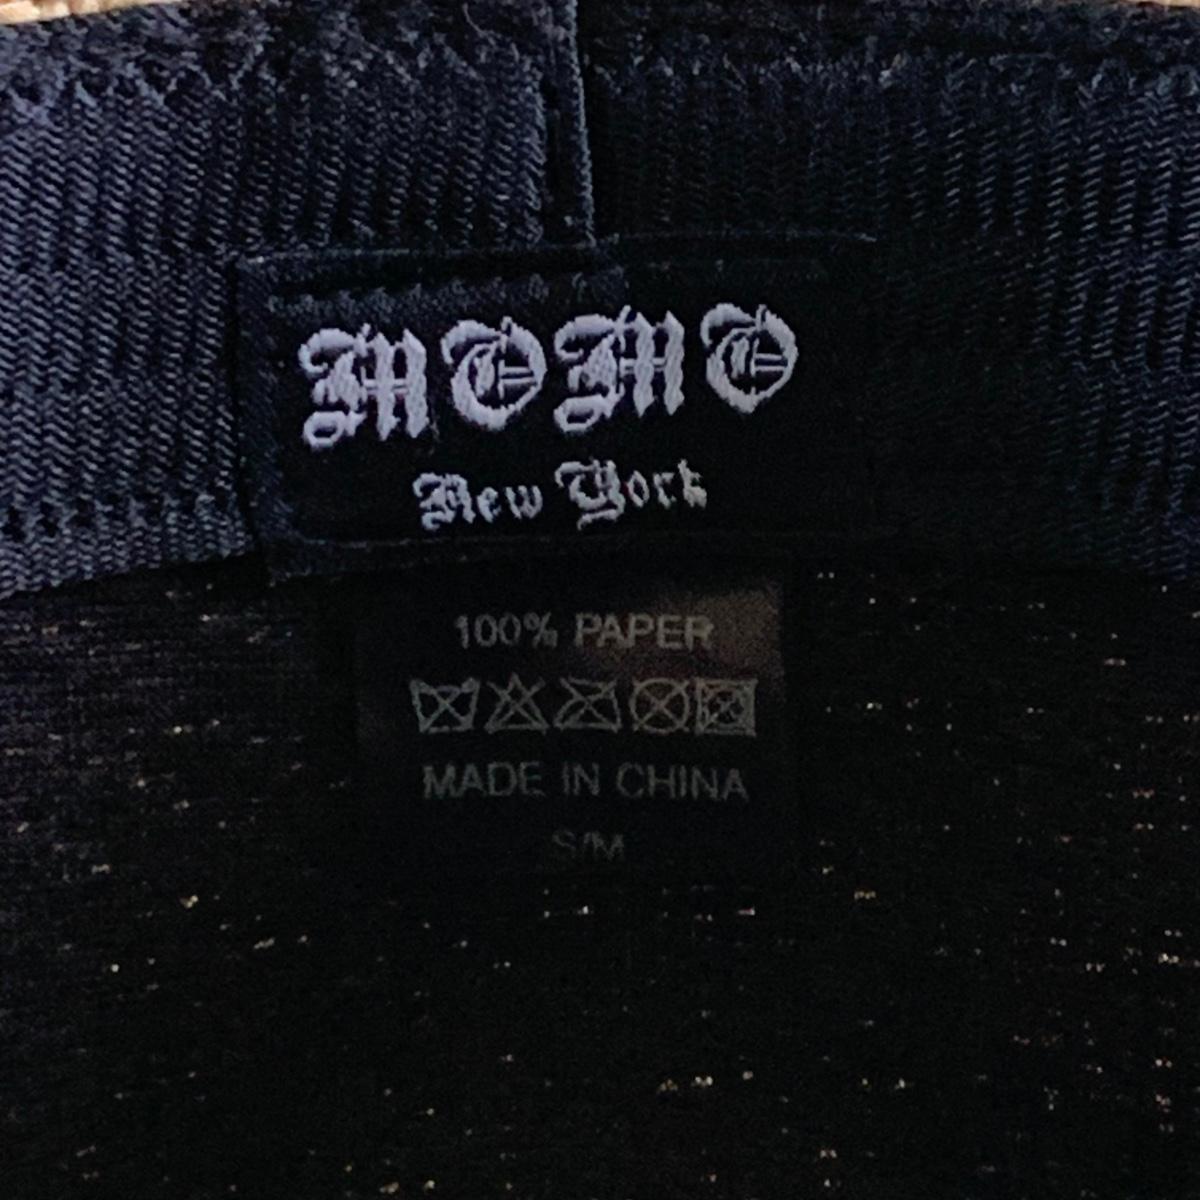 MOMO
New York
100% PAPER
MADE IN CHINA
S/M